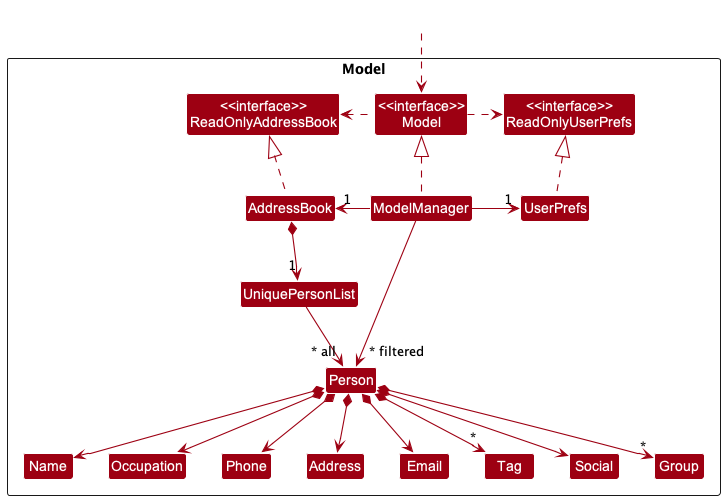 Model
<<interface>>
ReadOnlyAddressBook
<<interface>>
Model
<<interface>>
ReadOnlyUserPrefs
AddressBook
1
ModelManager
1
UserPrefs
1
UniquePersonList
* all
* filtered
Person
*
*
Name
Occupation
Phone
Address
Email
Tag
Social
Group